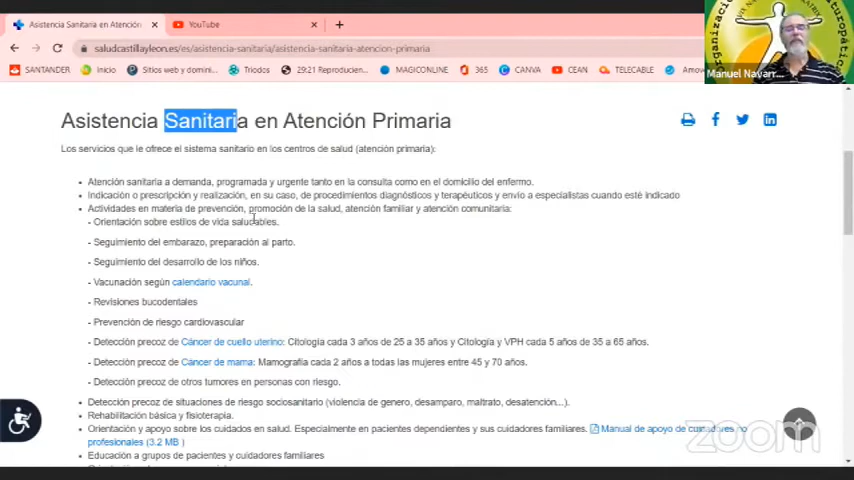 Asistencia Sanitaria en Atención
YouTube
saludcastillayleon.es/es/asistencia-sanitaria/asistencia-sanitaria-atencion-primaria
SANTANDER
Inicio
Sitios web y domini...
Triodos
29:21 Reproducien...
MAGICONLINE
365
CANVA
CEAN
TELECABLE
Manuel Navarr...
Asistencia Sanitaria en Atención Primaria
Los servicios que le ofrece el sistema sanitario en los centros de salud (atención primaria):
Atención sanitaria a demanda, programada y urgente tanto en la consulta como en el domicilio del enfermo.
Indicación o prescripción y realización, en su caso, de procedimientos diagnósticos y terapéuticos y envío a especialistas cuando esté indicado
Actividades en materia de prevención, promoción de la salud, atención familiar y atención comunitaria:
- Orientación sobre estilos de vida saludables.
- Seguimiento del embarazo, preparación al parto.
- Seguimiento del desarrollo de los niños.
- Vacunación según calendario vacunal.
- Revisiones bucodentales
- Prevención de riesgo cardiovascular
- Detección precoz de Cáncer de cuello uterino: Citología cada 3 años de 25 a 35 años y Citología y VPH cada 5 años de 35 a 65 años.
- Detección precoz de Cáncer de mama: Mamografía cada 2 años a todas las mujeres entre 45 y 70 años.
- Detección precoz de otros tumores en personas con riesgo.
Detección precoz de situaciones de riesgo sociosanitario (violencia de genero, desamparo, maltrato, desatención...).
Rehabilitación básica y fisioterapia.
Orientación y apoyo sobre los cuidados en salud. Especialmente en pacientes dependientes y sus cuidadores familiares. Manual de apoyo de cuidadores no
profesionales (3.2 MB )
zoom
Educación a grupos de pacientes y cuidadores familiares